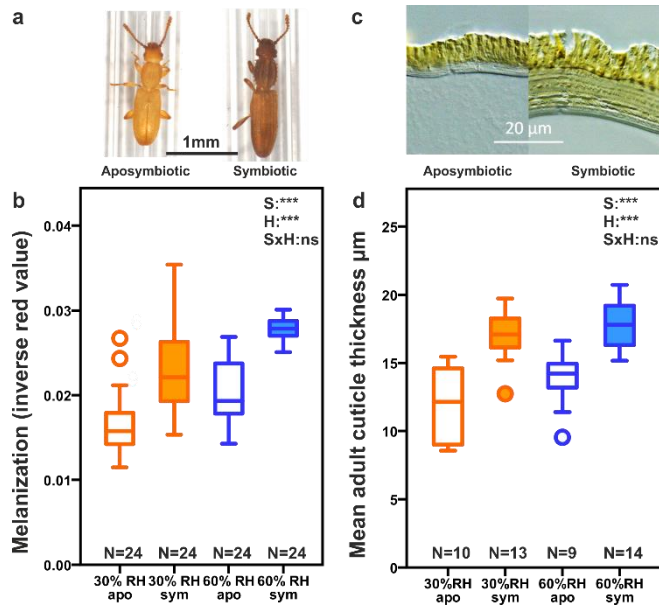 a
1mm
Aposymbiotic Symbiotic
b
Melanization (inverse red value)
0.04
0.03
0.02
0.01
0.00
S:***
H:***
SxH:ns
N=24 N=24 N=24 N=24
30% RH apo
30% RH sym
60% RH apo
60% RH sym
c
20 µm
Aposymbiotic Symbiotic
d
Mean adult cuticle thickness µm
25
20
15
10
5
0
S:***
H:***
SxH:ns
N=10 N=13 N=9 N=14
30%RH apo
30%RH sym
60%RH apo
60%RH sym